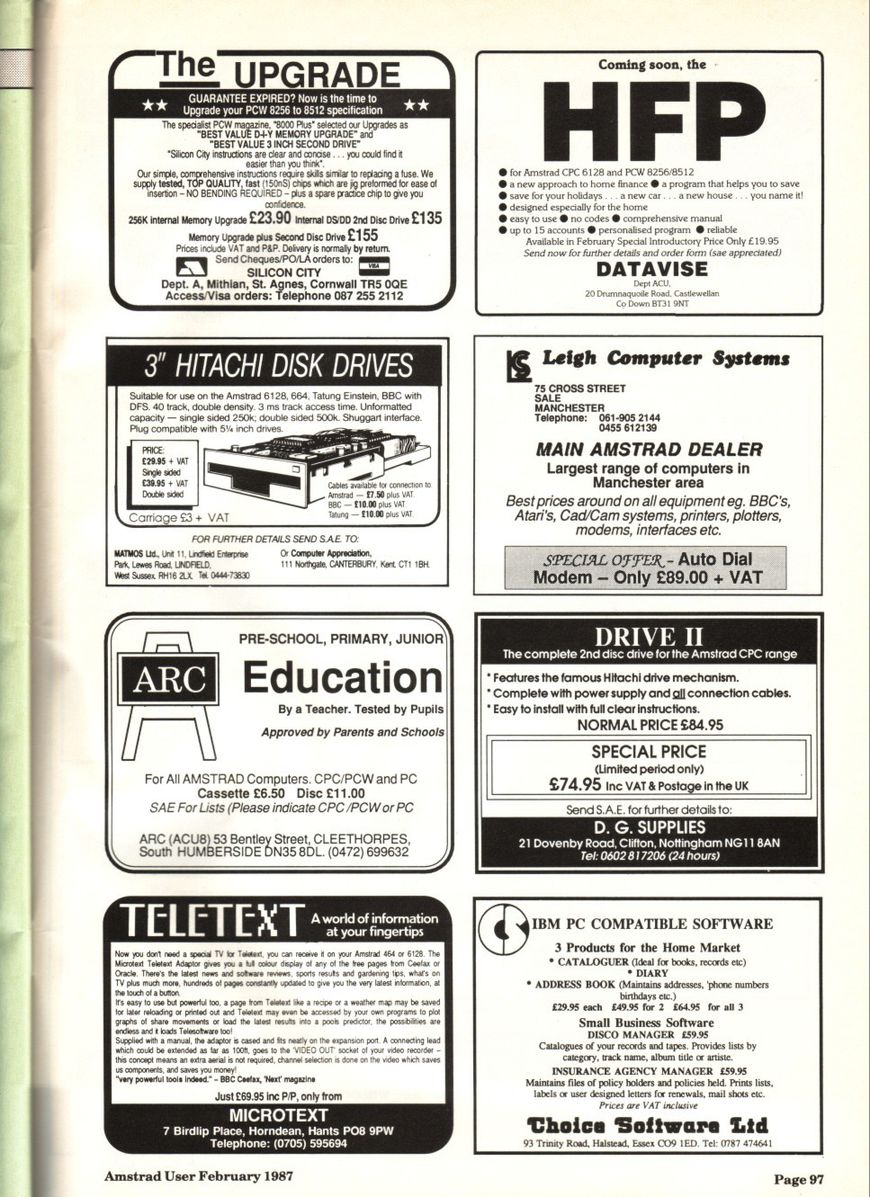 The UPGRADE
★★ GUARANTEE EXPIRED? Now is the time to ★★
Upgrade your PCW 8256 to 8512 specification
The specialist PCW magazine, "8000 Plus" selected our Upgrades as
"BEST VALUE D-I-Y MEMORY UPGRADE" and
"BEST VALUE 3 INCH SECOND DRIVE"
"Silicon City instructions are clear and concise . . . you could find it
easier than you think".
Our simple, comprehensive instructions require skills similar to replacing a fuse. We
supply tested, TOP QUALITY, fast (150nS) chips which are jig preformed for ease of
insertion – NO BENDING REQUIRED – plus a spare practice chip to give you
confidence.
256K internal Memory Upgrade £23.90 Internal DS/DD 2nd Disc Drive £135
Memory Upgrade plus Second Disc Drive £155
Prices include VAT and P&P. Delivery is normally by return.
Send Cheques/PO/LA orders to:
VISA
SILICON CITY
Dept. A, Mithian, St. Agnes, Cornwall TR5 0QE
Access/Visa orders: Telephone 087 255 2112
Coming soon, the
HFP
● for Amstrad CPC 6128 and PCW 8256/8512
● a new approach to home finance ● a program that helps you to save
● save for your holidays . . . a new car . . . a new house . . . you name it!
● designed especially for the home
● easy to use ● no codes ● comprehensive manual
● up to 15 accounts ● personalised program ● reliable
Available in February Special Introductory Price Only £19.95
Send now for further details and order form (sae appreciated)
DATAVISE
Dept ACU,
20 Drumnaquoile Road, Castlewellan
Co Down BT31 9NT
3" HITACHI DISK DRIVES
Suitable for use on the Amstrad 6128, 664, Tatung Einstein, BBC with
DFS. 40 track, double density. 3 ms track access time. Unformatted
capacity — single sided 250k; double sided 500k. Shuggart interface.
Plug compatible with 5¼ inch drives.
PRICE:
£29.95 + VAT
Single sided
£39.95 + VAT
Double sided
Carriage £3 + VAT
Cables available for connection to
Amstrad — £7.50 plus VAT.
BBC — £10.00 plus VAT.
Tatung — £10.00 plus VAT.
FOR FURTHER DETAILS SEND S.A.E. TO:
MATMOS Ltd., Unit 11, Lindfield Enterprise
Park, Lewes Road, LINDFIELD,
West Sussex. RH16 2LX. Tel. 0444-73830
Or Computer Appreciation,
111 Northgate, CANTERBURY, Kent. CT1 1BH.
Leigh Computer Systems
75 CROSS STREET
SALE
MANCHESTER
Telephone: 061-905 2144
0455 612139
MAIN AMSTRAD DEALER
Largest range of computers in
Manchester area
Best prices around on all equipment eg. BBC's,
Atari's, Cad/Cam systems, printers, plotters,
modems, interfaces etc.
SPECIAL OFFER - Auto Dial
Modem – Only £89.00 + VAT
PRE-SCHOOL, PRIMARY, JUNIOR
ARC
Education
By a Teacher. Tested by Pupils
Approved by Parents and Schools
For All AMSTRAD Computers. CPC/PCW and PC
Cassette £6.50 Disc £11.00
SAE For Lists (Please indicate CPC /PCW or PC
ARC (ACU8) 53 Bentley Street, CLEETHORPES,
South HUMBERSIDE DN35 8DL. (0472) 699632
DRIVE II
The complete 2nd disc drive for the Amstrad CPC range
* Features the famous Hitachi drive mechanism.
* Complete with power supply and all connection cables.
* Easy to install with full clear instructions.
NORMAL PRICE £84.95
SPECIAL PRICE
(Limited period only)
£74.95 Inc VAT & Postage in the UK
Send S.A.E. for further details to:
D. G. SUPPLIES
21 Dovenby Road, Clifton, Nottingham NG11 8AN
Tel: 0602 817206 (24 hours)
TELETEXT A world of information
at your fingertips
Now you don't need a special TV for Teletext, you can receive it on your Amstrad 464 or 6128. The
Microtext Teletext Adaptor gives you a full colour display of any of the free pages from Ceefax or
Oracle. There's the latest news and software reviews, sports results and gardening tips, what's on
TV plus much more, hundreds of pages constantly updated to give you the very latest information, at
the touch of a button.
It's easy to use but powerful too, a page from Teletext like a recipe or a weather map may be saved
for later reloading or printed out and Teletext may even be accessed by your own programs to plot
graphs of share movements or load the latest results into a pools predictor, the possibilities are
endless and it loads Telesoftware too!
Supplied with a manual, the adaptor is cased and fits neatly on the expansion port. A connecting lead
which could be extended as far as 100ft, goes to the 'VIDEO OUT' socket of your video recorder –
this concept means an extra aerial is not required, channel selection is done on the video which saves
us components, and saves you money!
"very powerful tools indeed." – BBC Ceefax, 'Next' magazine
Just £69.95 inc P/P, only from
MICROTEXT
7 Birdlip Place, Horndean, Hants PO8 9PW
Telephone: (0705) 595694
IBM PC COMPATIBLE SOFTWARE
3 Products for the Home Market
* CATALOGUER (Ideal for books, records etc)
* DIARY
* ADDRESS BOOK (Maintains addresses, 'phone numbers
birthdays etc.)
£29.95 each £49.95 for 2 £64.95 for all 3
Small Business Software
DISCO MANAGER £59.95
Catalogues of your records and tapes. Provides lists by
category, track name, album title or artiste.
INSURANCE AGENCY MANAGER £59.95
Maintains files of policy holders and policies held. Prints lists,
labels or user designed letters for renewals, mail shots etc.
Prices are VAT inclusive
Choice Software Ltd
93 Trinity Road, Halstead, Essex CO9 1ED. Tel: 0787 474641
Amstrad User February 1987
Page 97